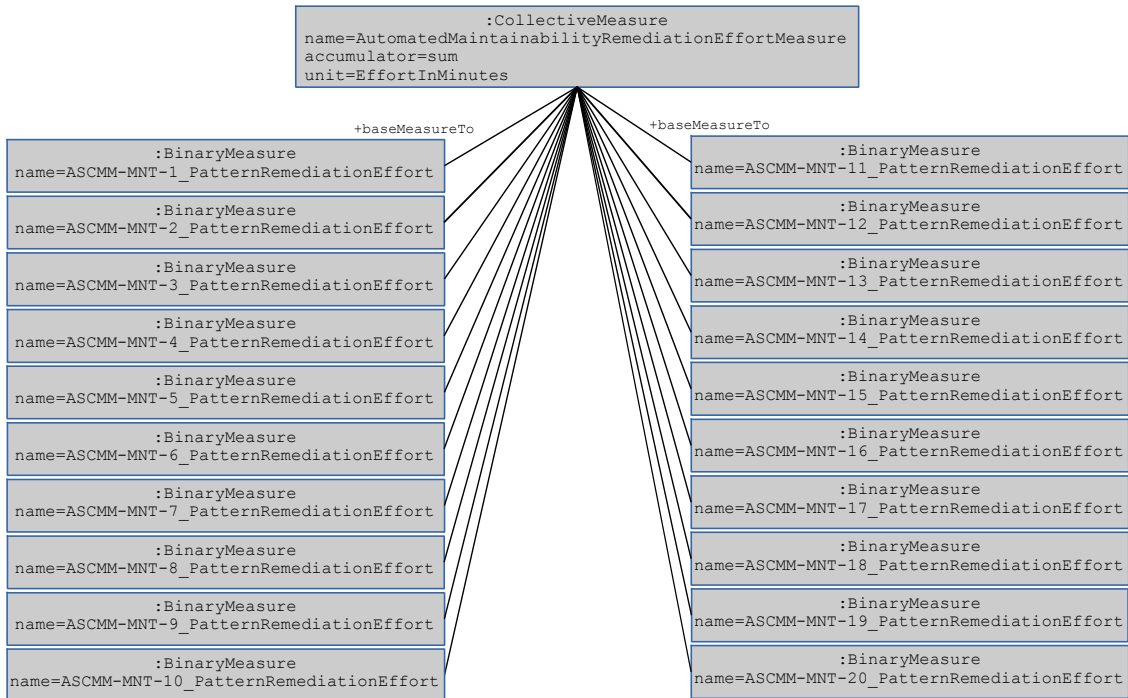 :CollectiveMeasure
name=AutomatedMaintainabilityRemediationEffortMeasure
accumulator=sum
unit=EffortInMinutes
+baseMeasureTo
:BinaryMeasure
name=ASCMM-MNT-1_PatternRemediationEffort
:BinaryMeasure
name=ASCMM-MNT-2_PatternRemediationEffort
:BinaryMeasure
name=ASCMM-MNT-3_PatternRemediationEffort
:BinaryMeasure
name=ASCMM-MNT-4_PatternRemediationEffort
:BinaryMeasure
name=ASCMM-MNT-5_PatternRemediationEffort
:BinaryMeasure
name=ASCMM-MNT-6_PatternRemediationEffort
:BinaryMeasure
name=ASCMM-MNT-7_PatternRemediationEffort
:BinaryMeasure
name=ASCMM-MNT-8_PatternRemediationEffort
:BinaryMeasure
name=ASCMM-MNT-9_PatternRemediationEffort
:BinaryMeasure
name=ASCMM-MNT-10_PatternRemediationEffort
+baseMeasureTo
:BinaryMeasure
name=ASCMM-MNT-11_PatternRemediationEffort
:BinaryMeasure
name=ASCMM-MNT-12_PatternRemediationEffort
:BinaryMeasure
name=ASCMM-MNT-13_PatternRemediationEffort
:BinaryMeasure
name=ASCMM-MNT-14_PatternRemediationEffort
:BinaryMeasure
name=ASCMM-MNT-15_PatternRemediationEffort
:BinaryMeasure
name=ASCMM-MNT-16_PatternRemediationEffort
:BinaryMeasure
name=ASCMM-MNT-17_PatternRemediationEffort
:BinaryMeasure
name=ASCMM-MNT-18_PatternRemediationEffort
:BinaryMeasure
name=ASCMM-MNT-19_PatternRemediationEffort
:BinaryMeasure
name=ASCMM-MNT-20_PatternRemediationEffort